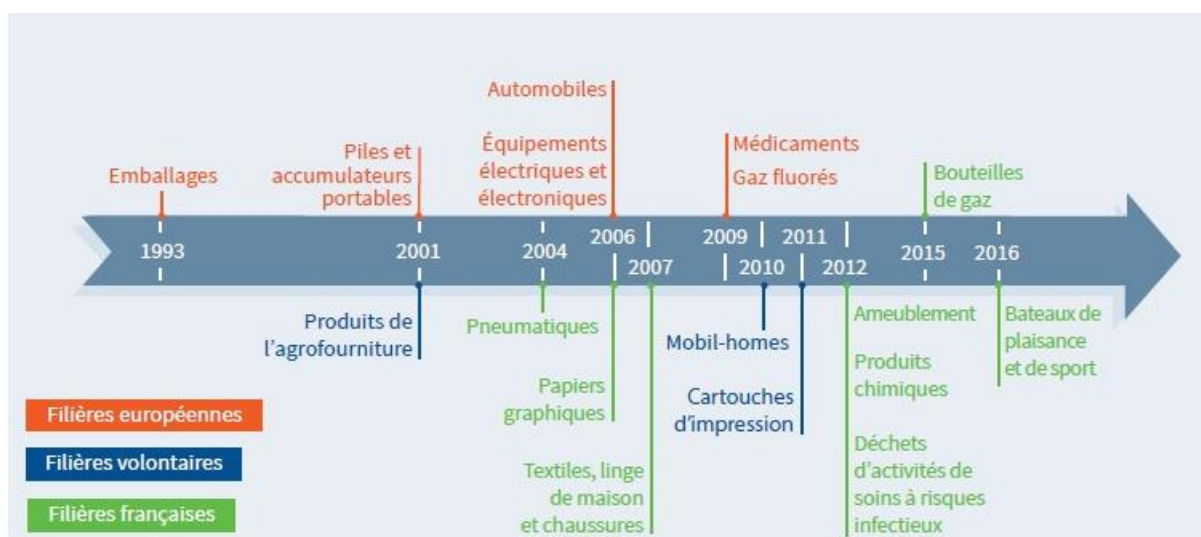 Automobiles
Équipements
électriques et
électroniques
Médicaments
Gaz fluorés
Emballages
Piles et
accumulateurs
portables
Bouteilles
de gaz
1993
2001
2004
2006
2007
2009
2010
2011
2012
2015
2016
Produits de
l'agrofourniture
Pneumatiques
Papiers
graphiques
Textiles, linge
de maison
et chaussures
Mobil-homes
Cartouches
d'impression
Ameublement
Produits
chimiques
Déchets
d'activités de
soins à risques
infectieux
Bateaux de
plaisance
et de sport
Filières européennes
Filières volontaires
Filières françaises